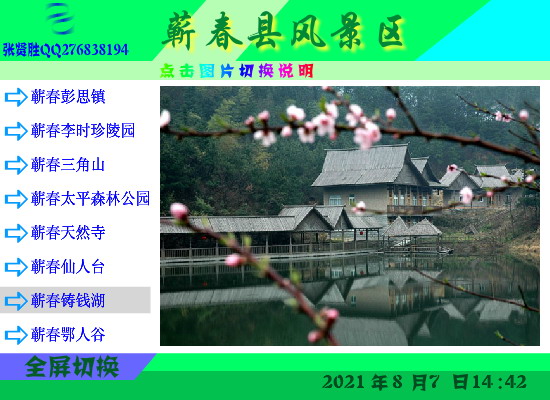 蕲春县风景区
张贤胜QQ276838194
点击图片切换说明
蕲春彭思镇
蕲春李时珍陵园
蕲春三角山
蕲春太平森林公园
蕲春天然寺
蕲春仙人台
蕲春铸钱湖
蕲春鄂人谷
全屏切换
2021年8月7日14:42